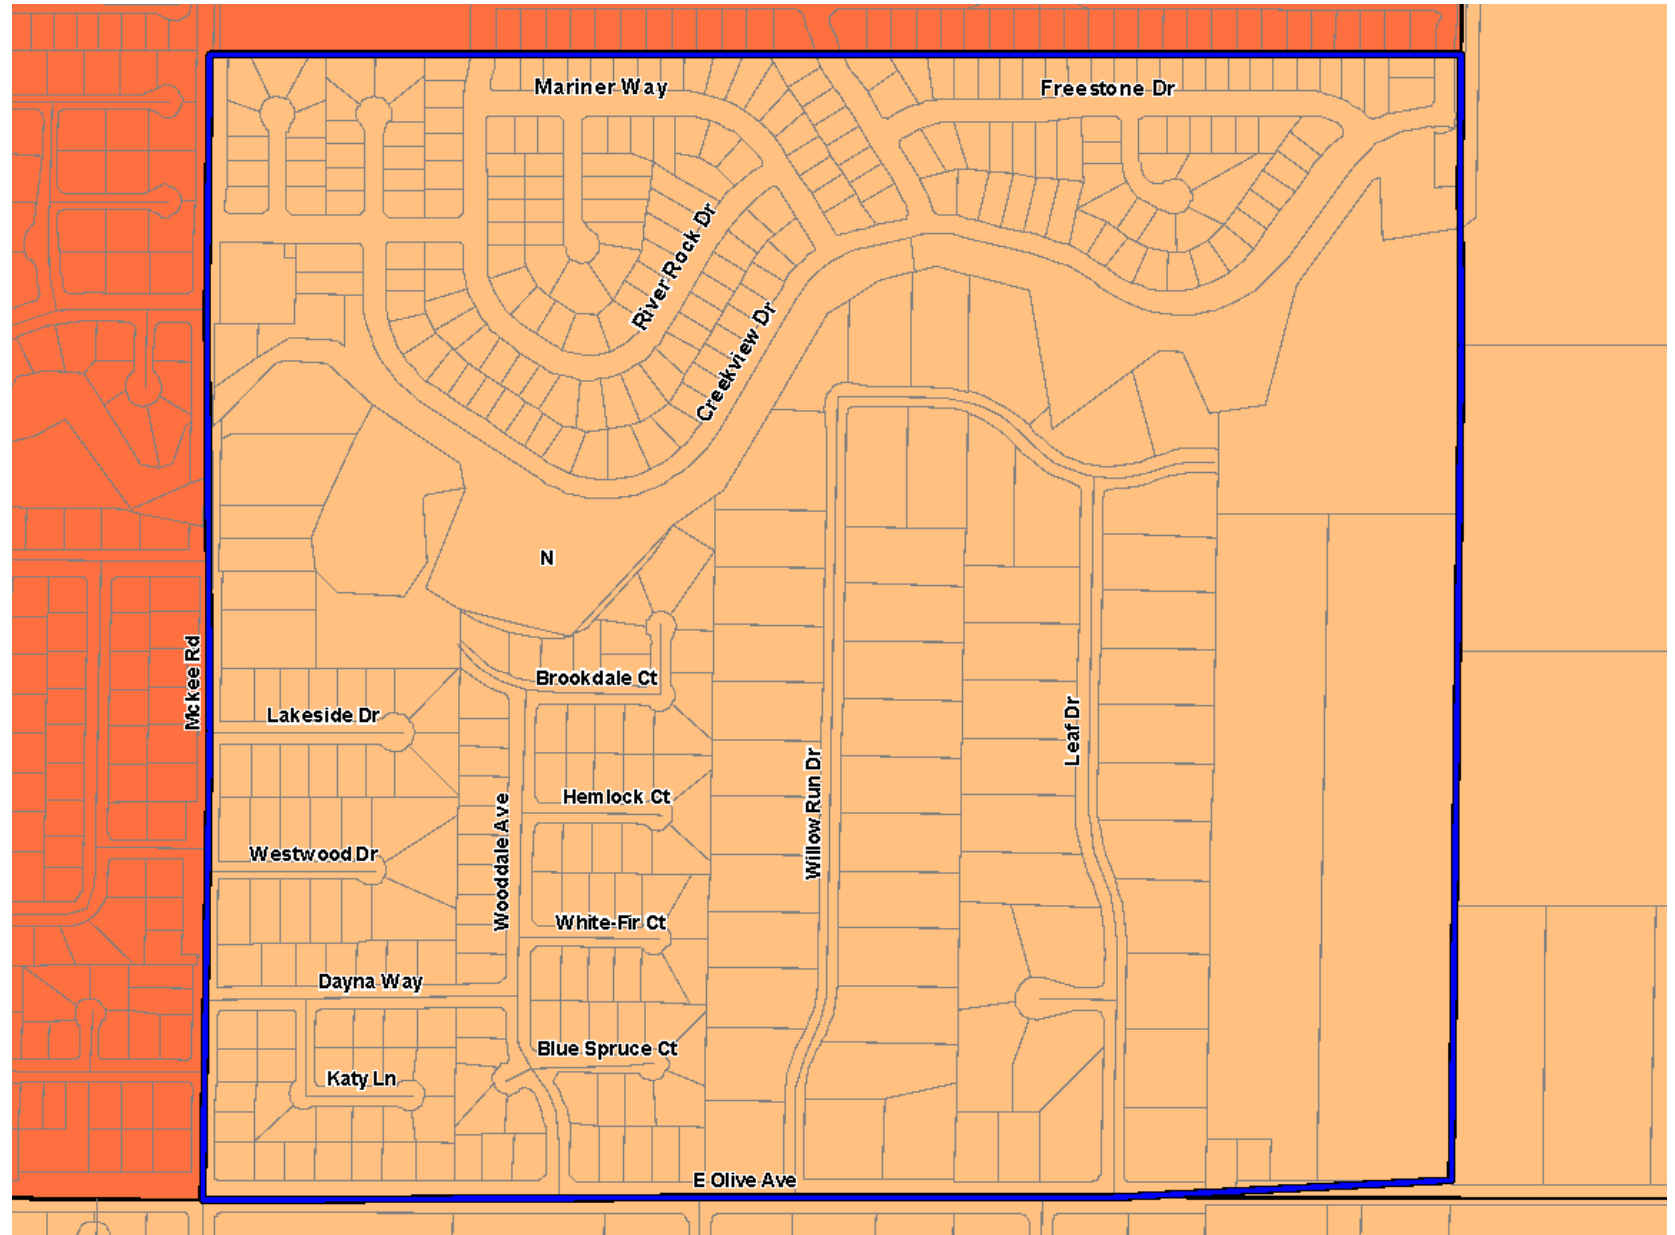 Mariner Way
Freestone Dr
River Rock Dr
Creekview Dr
N
Mckee Rd
Brookdale Ct
Lakeside Dr
Leaf Dr
Willow Run Dr
Hemlock Ct
Wooddale Ave
Westwood Dr
White-Fir Ct
Dayna Way
Blue Spruce Ct
Katy Ln
E Olive Ave